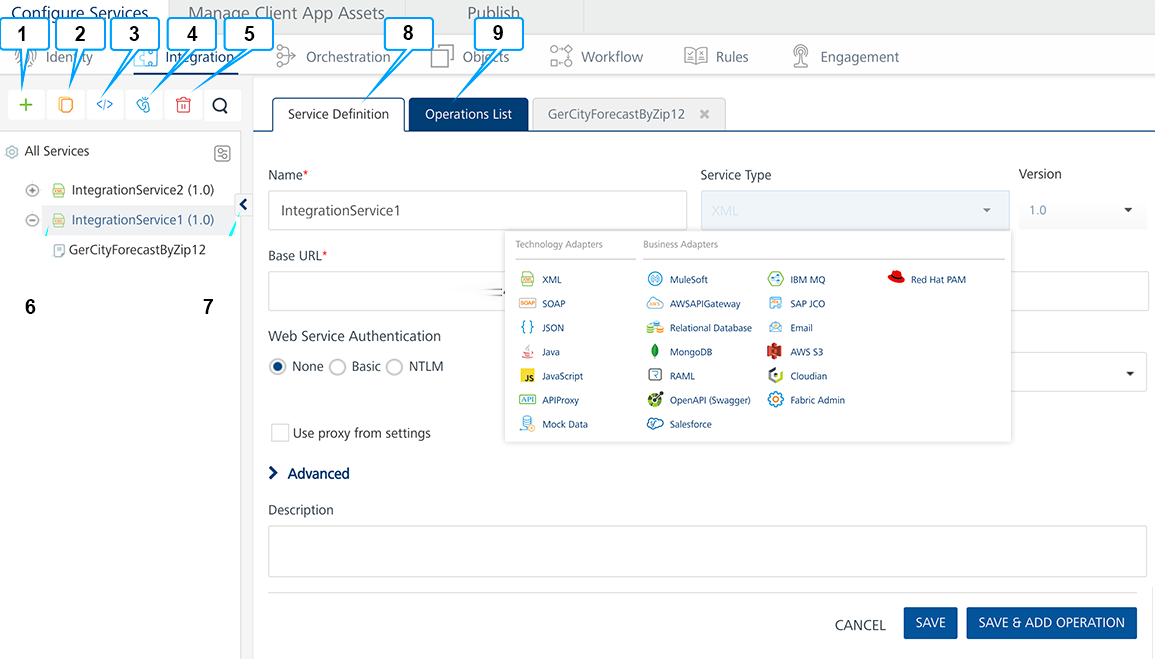 Configure Services Manage Client App Assets Publish
1 2 3 4 5 8 9
Identity Integration Orchestration Objects Workflow Rules Engagement
Service Definition Operations List GerCityForecastByZip12
All Services
IntegrationService2 (1.0)
IntegrationService1 (1.0)
GerCityForecastByZip12
6 7
Name* Service Type Version
IntegrationService1 XML 1.0
Base URL*
Technology Adapters Business Adapters
XML MuleSoft IBM MQ Red Hat PAM
SOAP SOAP AWSAPIGateway SAP JCO
JSON Relational Database Email
Java MongoDB AWS S3
JS JavaScript RAML Cloudian
API APIProxy OpenAPI (Swagger) Fabric Admin
Mock Data Salesforce
Web Service Authentication
None Basic NTLM
Use proxy from settings
Advanced
Description
CANCEL SAVE SAVE & ADD OPERATION